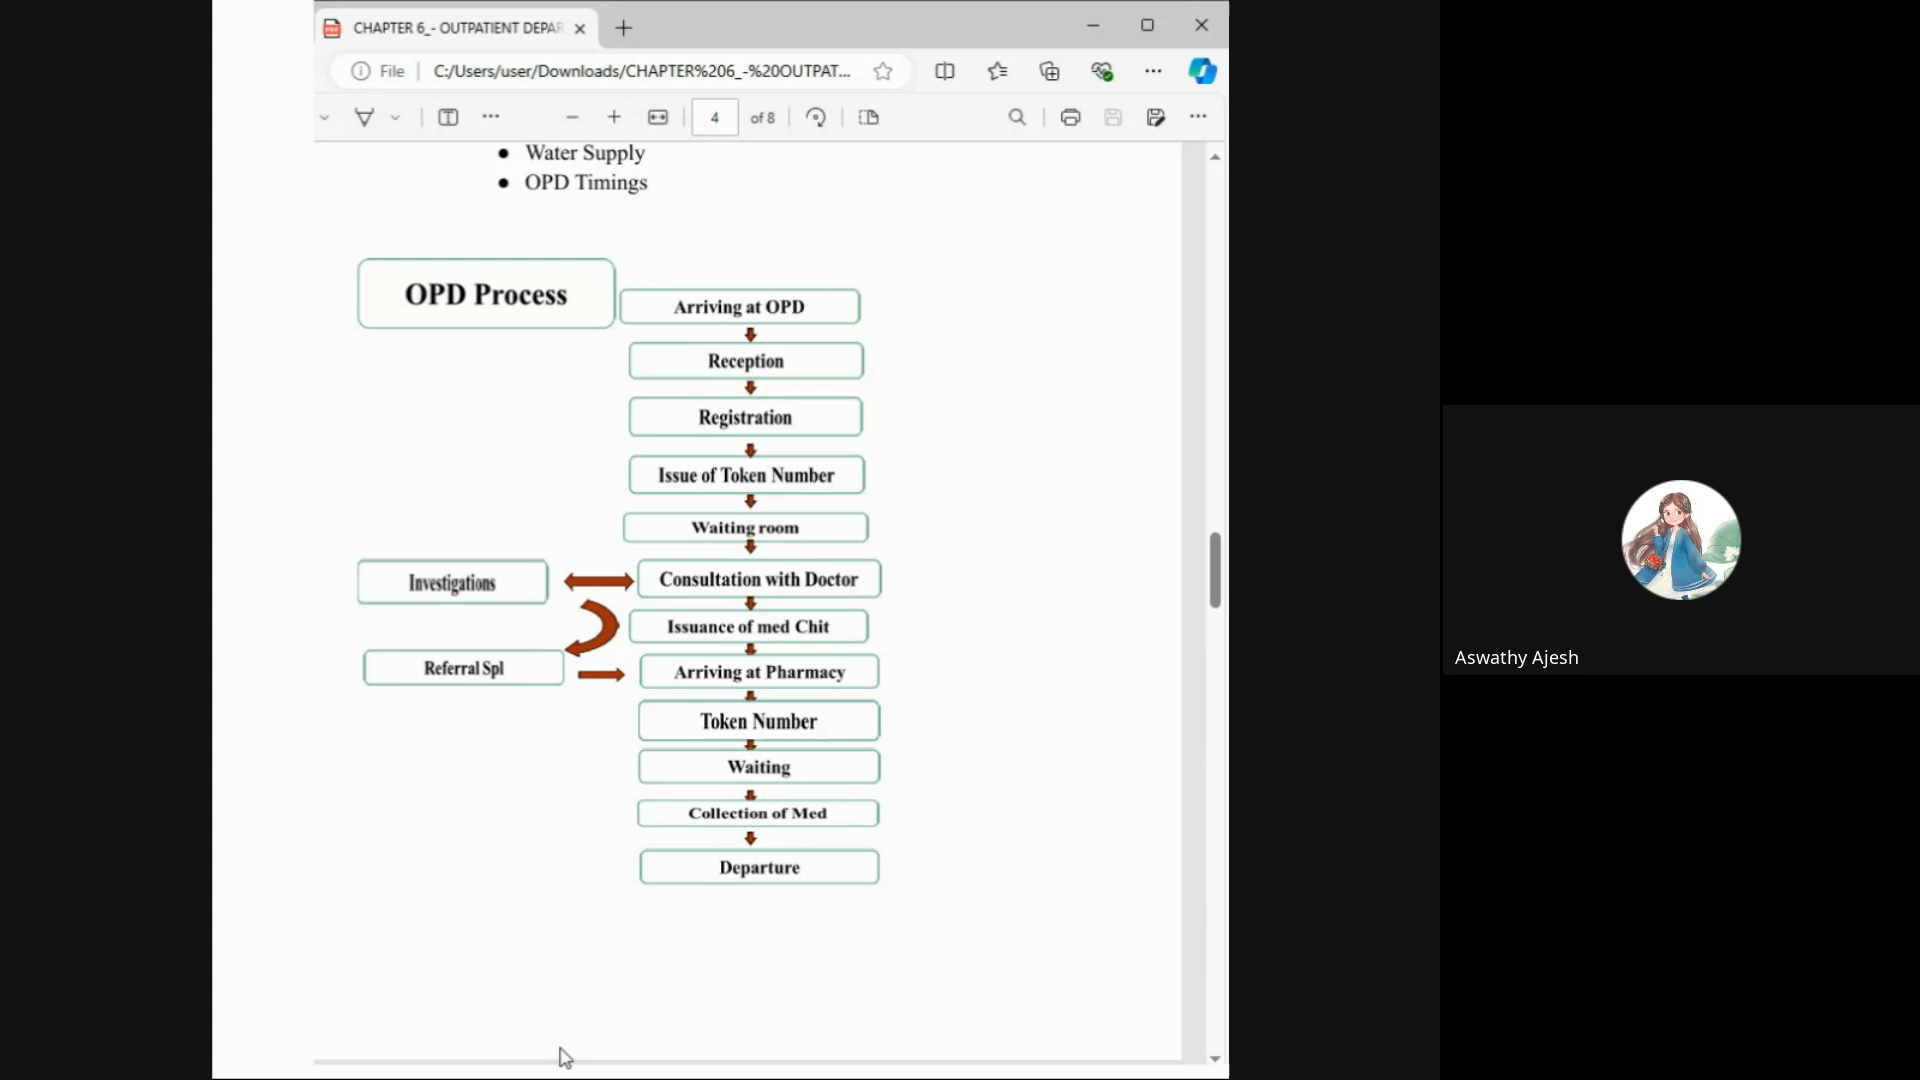 CHAPTER 6_- OUTPATIENT DEPAR
File
C:/Users/user/Downloads/CHAPTER%206_-%20OUTPAT...
4
of 8
● Water Supply
● OPD Timings
OPD Process
Arriving at OPD
Reception
Registration
Issue of Token Number
Waiting room
Investigations
Consultation with Doctor
Issuance of med Chit
Referral Spl
Arriving at Pharmacy
Token Number
Waiting
Collection of Med
Departure
Aswathy Ajesh